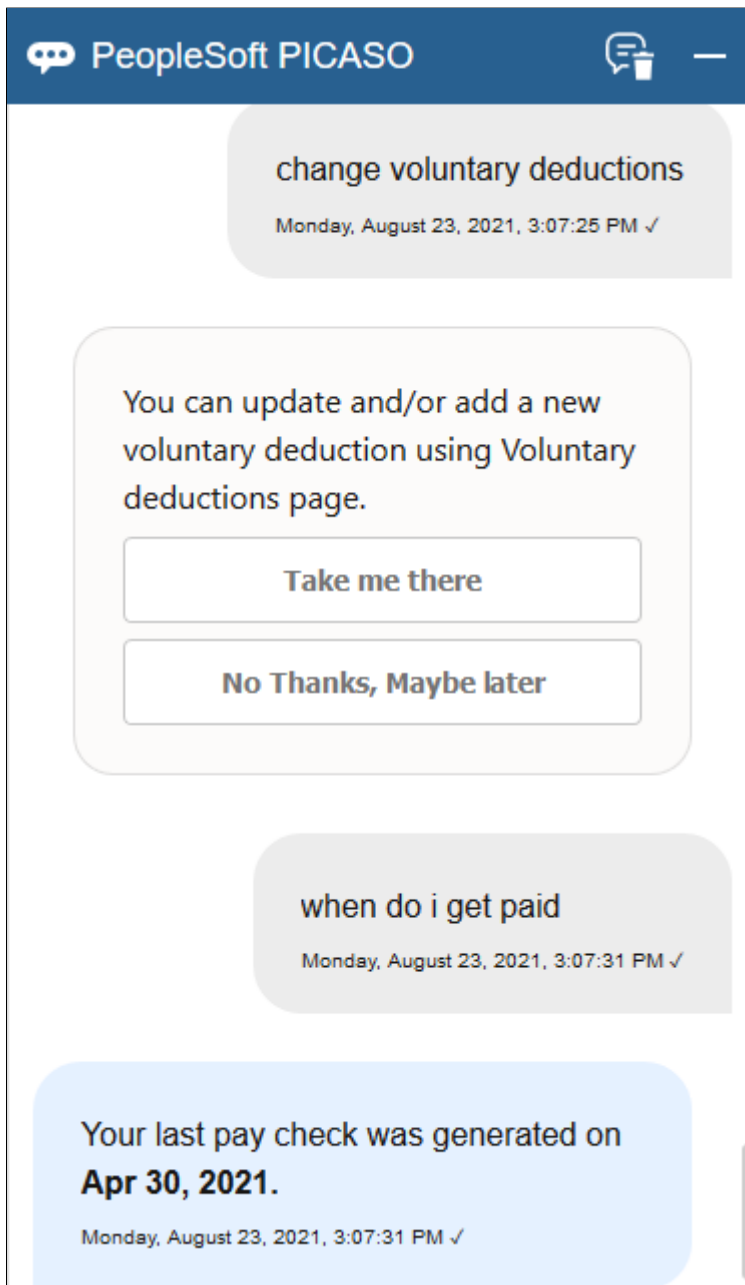 PeopleSoft PICASO
change voluntary deductions
Monday, August 23, 2021, 3:07:25 PM ✓
You can update and/or add a new
voluntary deduction using Voluntary
deductions page.
Take me there
No Thanks, Maybe later
when do i get paid
Monday, August 23, 2021, 3:07:31 PM ✓
Your last pay check was generated on
Apr 30, 2021.
Monday, August 23, 2021, 3:07:31 PM ✓